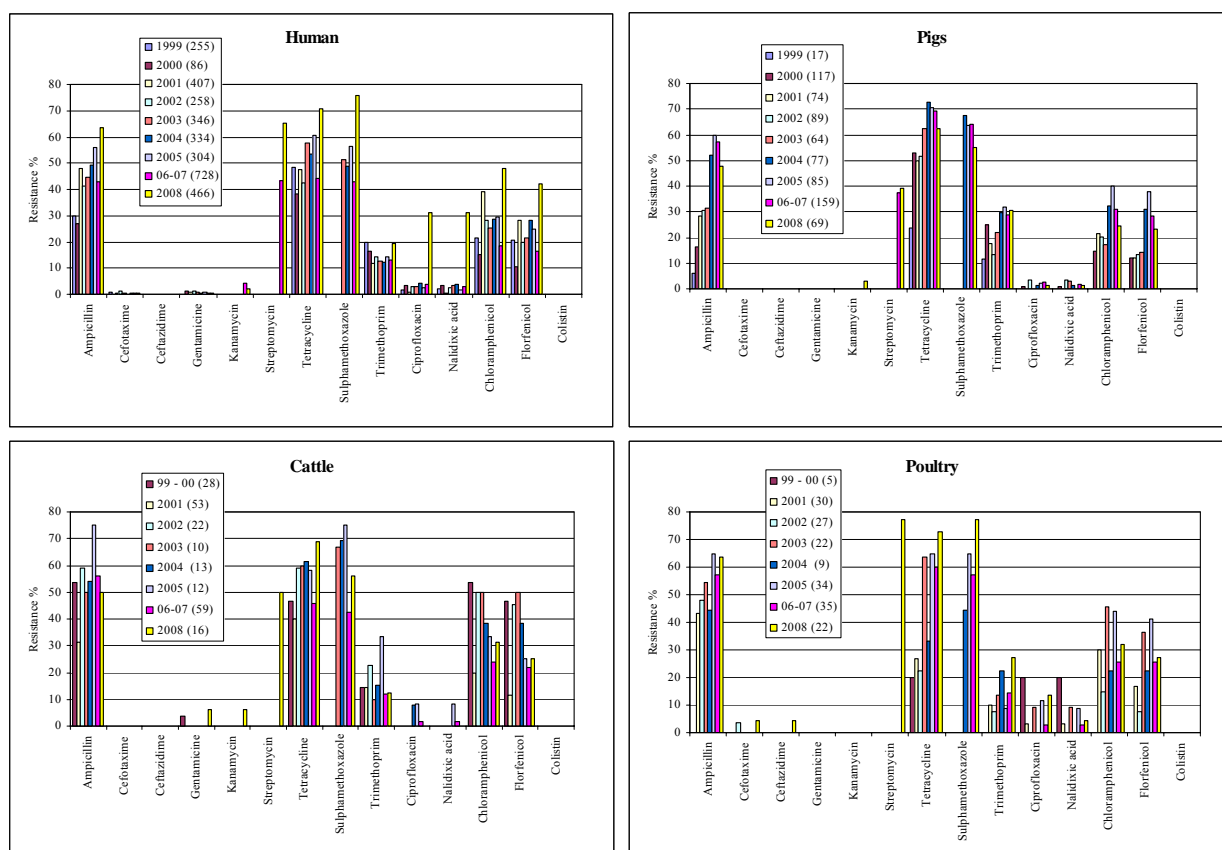 Human
1999 (255)
2000 (86)
2001 (407)
2002 (258)
2003 (346)
2004 (334)
2005 (304)
06-07 (728)
2008 (466)
80
70
60
50
40
30
20
10
0
Resistance %
Ampicillin
Cefotaxime
Ceftazidime
Gentamicine
Kanamycin
Streptomycin
Tetracycline
Sulphamethoxazole
Trimethoprim
Ciprofloxacin
Nalidixic acid
Chloramphenicol
Florfenicol
Colistin
Pigs
1999 (17)
2000 (117)
2001 (74)
2002 (89)
2003 (64)
2004 (77)
2005 (85)
06-07 (159)
2008 (69)
80
70
60
50
40
30
20
10
0
Resistance %
Ampicillin
Cefotaxime
Ceftazidime
Gentamicine
Kanamycin
Streptomycin
Tetracycline
Sulphamethoxazole
Trimethoprim
Ciprofloxacin
Nalidixic acid
Chloramphenicol
Florfenicol
Colistin
Cattle
99 - 00 (28)
2001 (53)
2002 (22)
2003 (10)
2004 (13)
2005 (12)
06-07 (59)
2008 (16)
80
70
60
50
40
30
20
10
0
Resistance %
Ampicillin
Cefotaxime
Ceftazidime
Gentamicine
Kanamycin
Streptomycin
Tetracycline
Sulphamethoxazole
Trimethoprim
Ciprofloxacin
Nalidixic acid
Chloramphenicol
Florfenicol
Colistin
Poultry
99 - 00 (5)
2001 (30)
2002 (27)
2003 (22)
2004 (9)
2005 (34)
06-07 (35)
2008 (22)
80
70
60
50
40
30
20
10
0
Resistance %
Ampicillin
Cefotaxime
Ceftazidime
Gentamicine
Kanamycin
Streptomycin
Tetracycline
Sulphamethoxazole
Trimethoprim
Ciprofloxacin
Nalidixic acid
Chloramphenicol
Florfenicol
Colistin